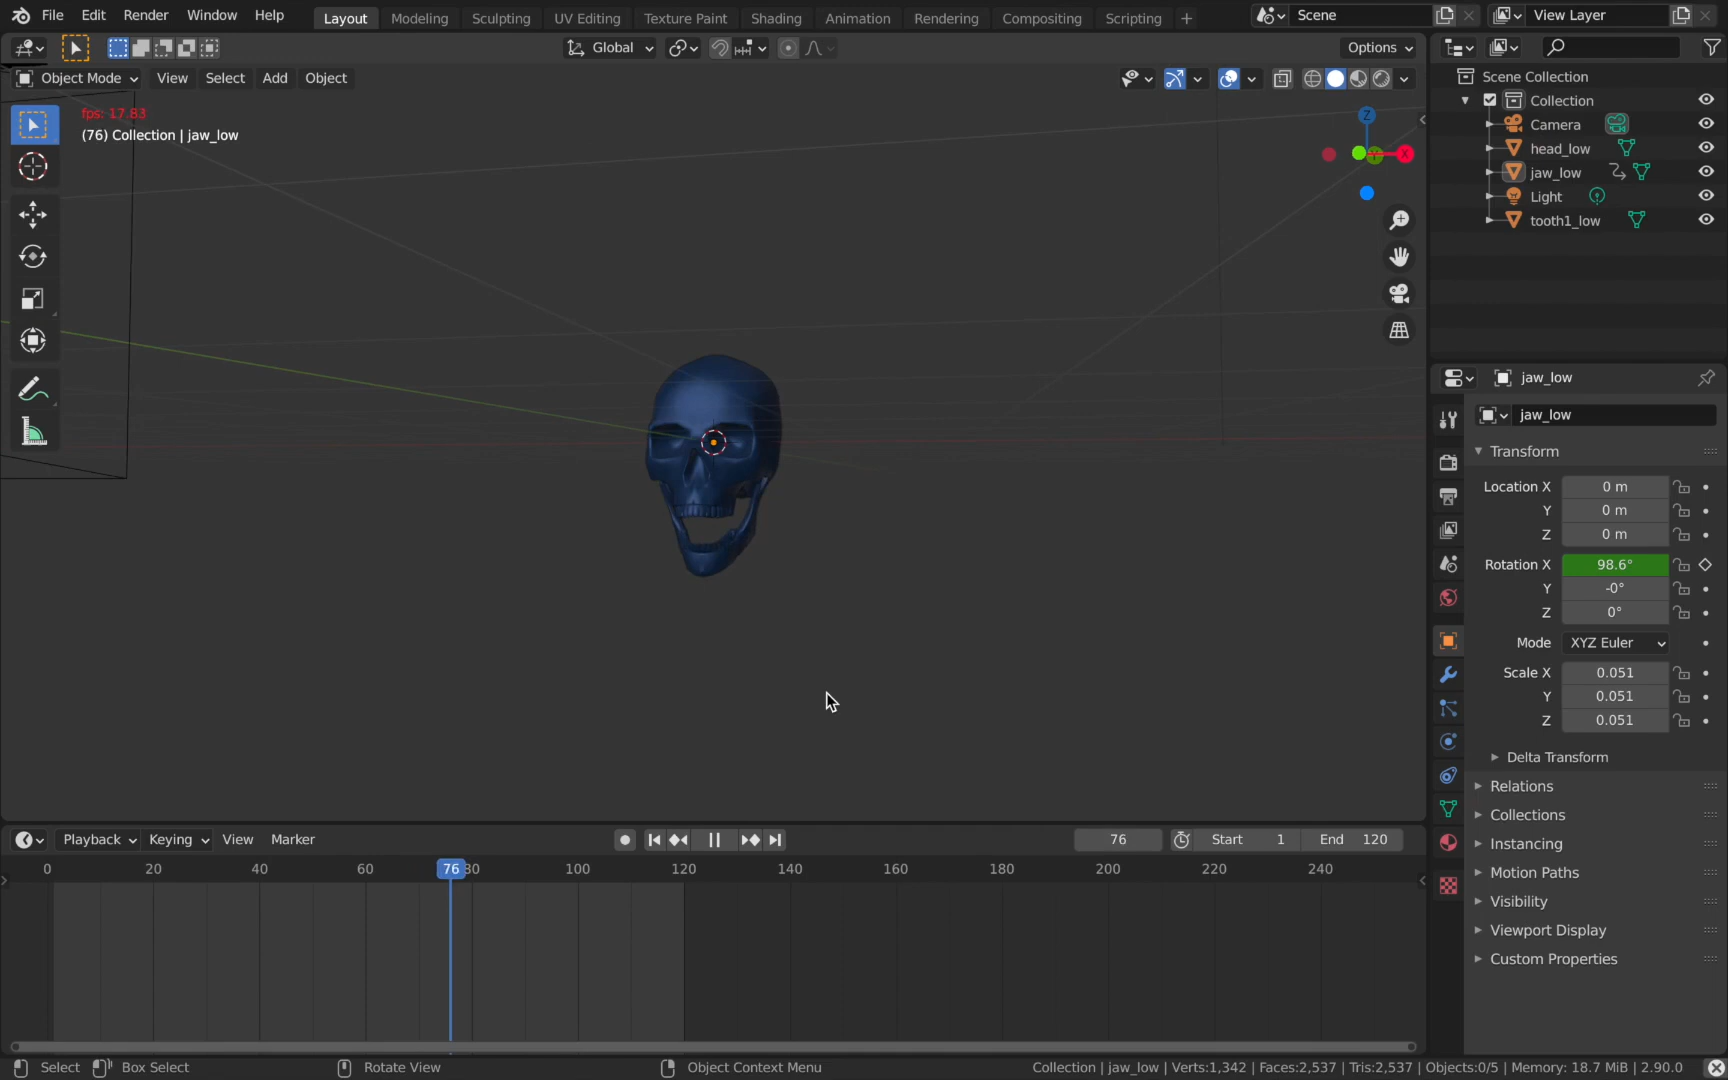 File Edit Render Window Help Layout Modeling Sculpting UV Editing Texture Paint Shading Animation Rendering Compositing Scripting + Scene View Layer
Global Options
Object Mode View Select Add Object
fps: 17.83
(76) Collection | jaw_low
Z
X
Y
Scene Collection
Collection
Camera
head_low
jaw_low
Light
tooth1_low
jaw_low
jaw_low
Transform
Location X 0 m
Y 0 m
Z 0 m
Rotation X 98.6°
Y -0°
Z 0°
Mode XYZ Euler
Scale X 0.051
Y 0.051
Z 0.051
Delta Transform
Relations
Collections
Instancing
Motion Paths
Visibility
Viewport Display
Custom Properties
Playback Keying View Marker 76 Start 1 End 120
0 20 40 60 76 80 100 120 140 160 180 200 220 240
Select Box Select Rotate View Object Context Menu Collection | jaw_low | Verts:1,342 | Faces:2,537 | Tris:2,537 | Objects:0/5 | Memory: 18.7 MiB | 2.90.0